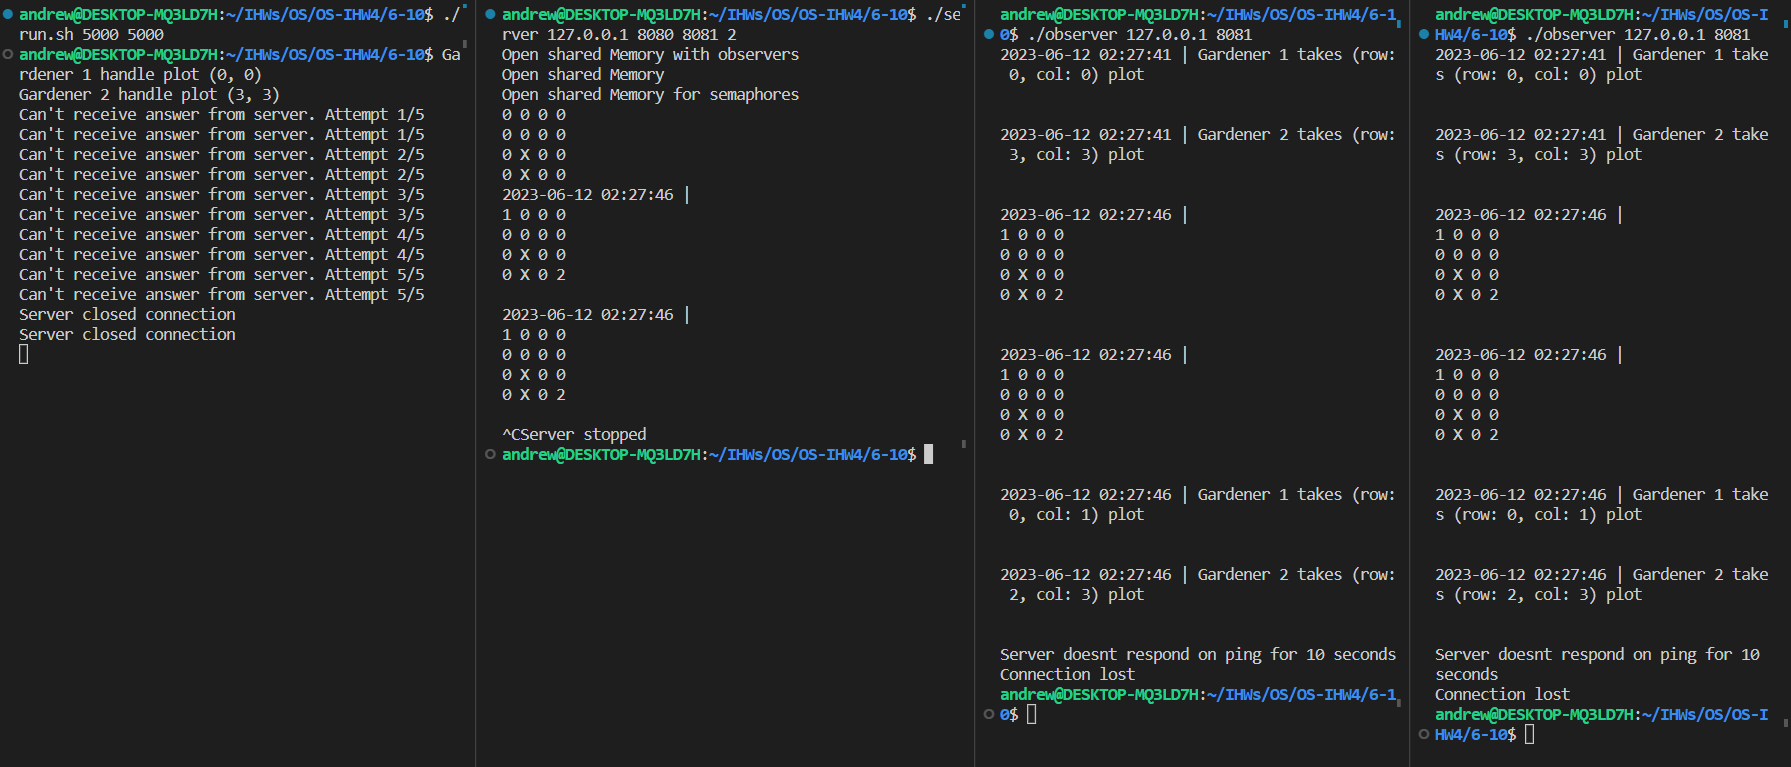 andrew@DESKTOP-MQ3LD7H:~/IHWs/OS/OS-IHW4/6-10$ ./
run.sh 5000 5000
andrew@DESKTOP-MQ3LD7H:~/IHWs/OS/OS-IHW4/6-10$ Ga
rdener 1 handle plot (0, 0)
Gardener 2 handle plot (3, 3)
Can't receive answer from server. Attempt 1/5
Can't receive answer from server. Attempt 1/5
Can't receive answer from server. Attempt 2/5
Can't receive answer from server. Attempt 2/5
Can't receive answer from server. Attempt 3/5
Can't receive answer from server. Attempt 3/5
Can't receive answer from server. Attempt 4/5
Can't receive answer from server. Attempt 4/5
Can't receive answer from server. Attempt 5/5
Can't receive answer from server. Attempt 5/5
Server closed connection
Server closed connection
andrew@DESKTOP-MQ3LD7H:~/IHWs/OS/OS-IHW4/6-10$ ./se
rver 127.0.0.1 8080 8081 2
Open shared Memory with observers
Open shared Memory
Open shared Memory for semaphores
0 0 0 0
0 0 0 0
0 X 0 0
0 X 0 0
2023-06-12 02:27:46 |
1 0 0 0
0 0 0 0
0 X 0 0
0 X 0 2
2023-06-12 02:27:46 |
1 0 0 0
0 0 0 0
0 X 0 0
0 X 0 2
^CServer stopped
andrew@DESKTOP-MQ3LD7H:~/IHWs/OS/OS-IHW4/6-10$
andrew@DESKTOP-MQ3LD7H:~/IHWs/OS/OS-IHW4/6-1
0$ ./observer 127.0.0.1 8081
2023-06-12 02:27:41 | Gardener 1 takes (row:
0, col: 0) plot
2023-06-12 02:27:41 | Gardener 2 takes (row:
3, col: 3) plot
2023-06-12 02:27:46 |
1 0 0 0
0 0 0 0
0 X 0 0
0 X 0 2
2023-06-12 02:27:46 |
1 0 0 0
0 0 0 0
0 X 0 0
0 X 0 2
2023-06-12 02:27:46 | Gardener 1 takes (row:
0, col: 1) plot
2023-06-12 02:27:46 | Gardener 2 takes (row:
2, col: 3) plot
Server doesnt respond on ping for 10 seconds
Connection lost
andrew@DESKTOP-MQ3LD7H:~/IHWs/OS/OS-IHW4/6-1
0$
andrew@DESKTOP-MQ3LD7H:~/IHWs/OS/OS-I
HW4/6-10$ ./observer 127.0.0.1 8081
2023-06-12 02:27:41 | Gardener 1 take
s (row: 0, col: 0) plot
2023-06-12 02:27:41 | Gardener 2 take
s (row: 3, col: 3) plot
2023-06-12 02:27:46 |
1 0 0 0
0 0 0 0
0 X 0 0
0 X 0 2
2023-06-12 02:27:46 |
1 0 0 0
0 0 0 0
0 X 0 0
0 X 0 2
2023-06-12 02:27:46 | Gardener 1 take
s (row: 0, col: 1) plot
2023-06-12 02:27:46 | Gardener 2 take
s (row: 2, col: 3) plot
Server doesnt respond on ping for 10
seconds
Connection lost
andrew@DESKTOP-MQ3LD7H:~/IHWs/OS/OS-I
HW4/6-10$